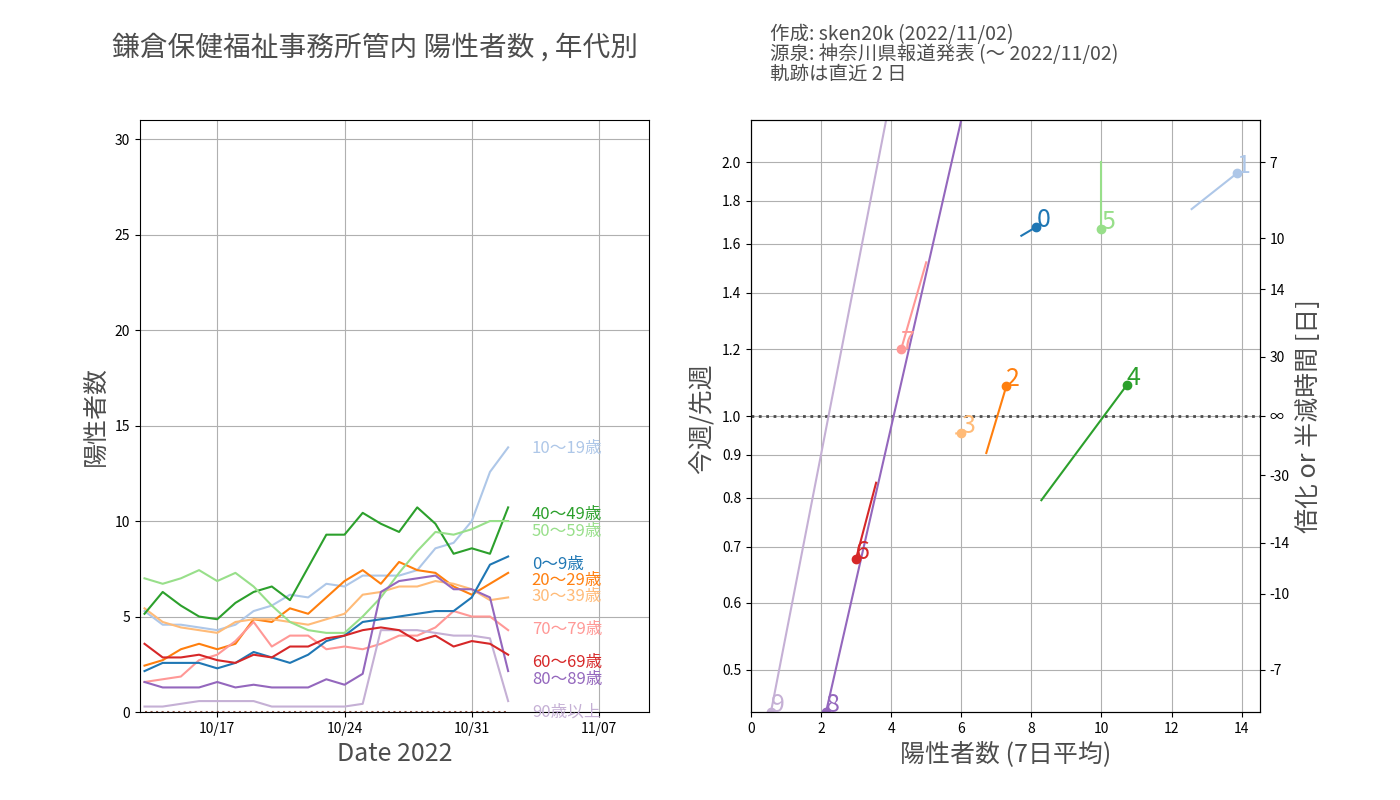 鎌倉保健福祉事務所管内 陽性者数 , 年代別
作成: sken20k (2022/11/02)
源泉: 神奈川県報道発表 (〜 2022/11/02)
軌跡は直近 2 日
陽性者数
30
25
20
15
10
5
0
10/17
10/24
10/31
11/07
Date 2022
10〜19歳
40〜49歳
50〜59歳
0〜9歳
20〜29歳
30〜39歳
70〜79歳
60〜69歳
80〜89歳
90歳以上
今週/先週
2.0
1.8
1.6
1.4
1.2
1.0
0.9
0.8
0.7
0.6
0.5
0
2
4
6
8
10
12
14
陽性者数 (7日平均)
1
0
5
7
2
4
3
6
9
8
7
10
14
30
∞
-30
-14
-10
-7
倍化 or 半減時間 [日]